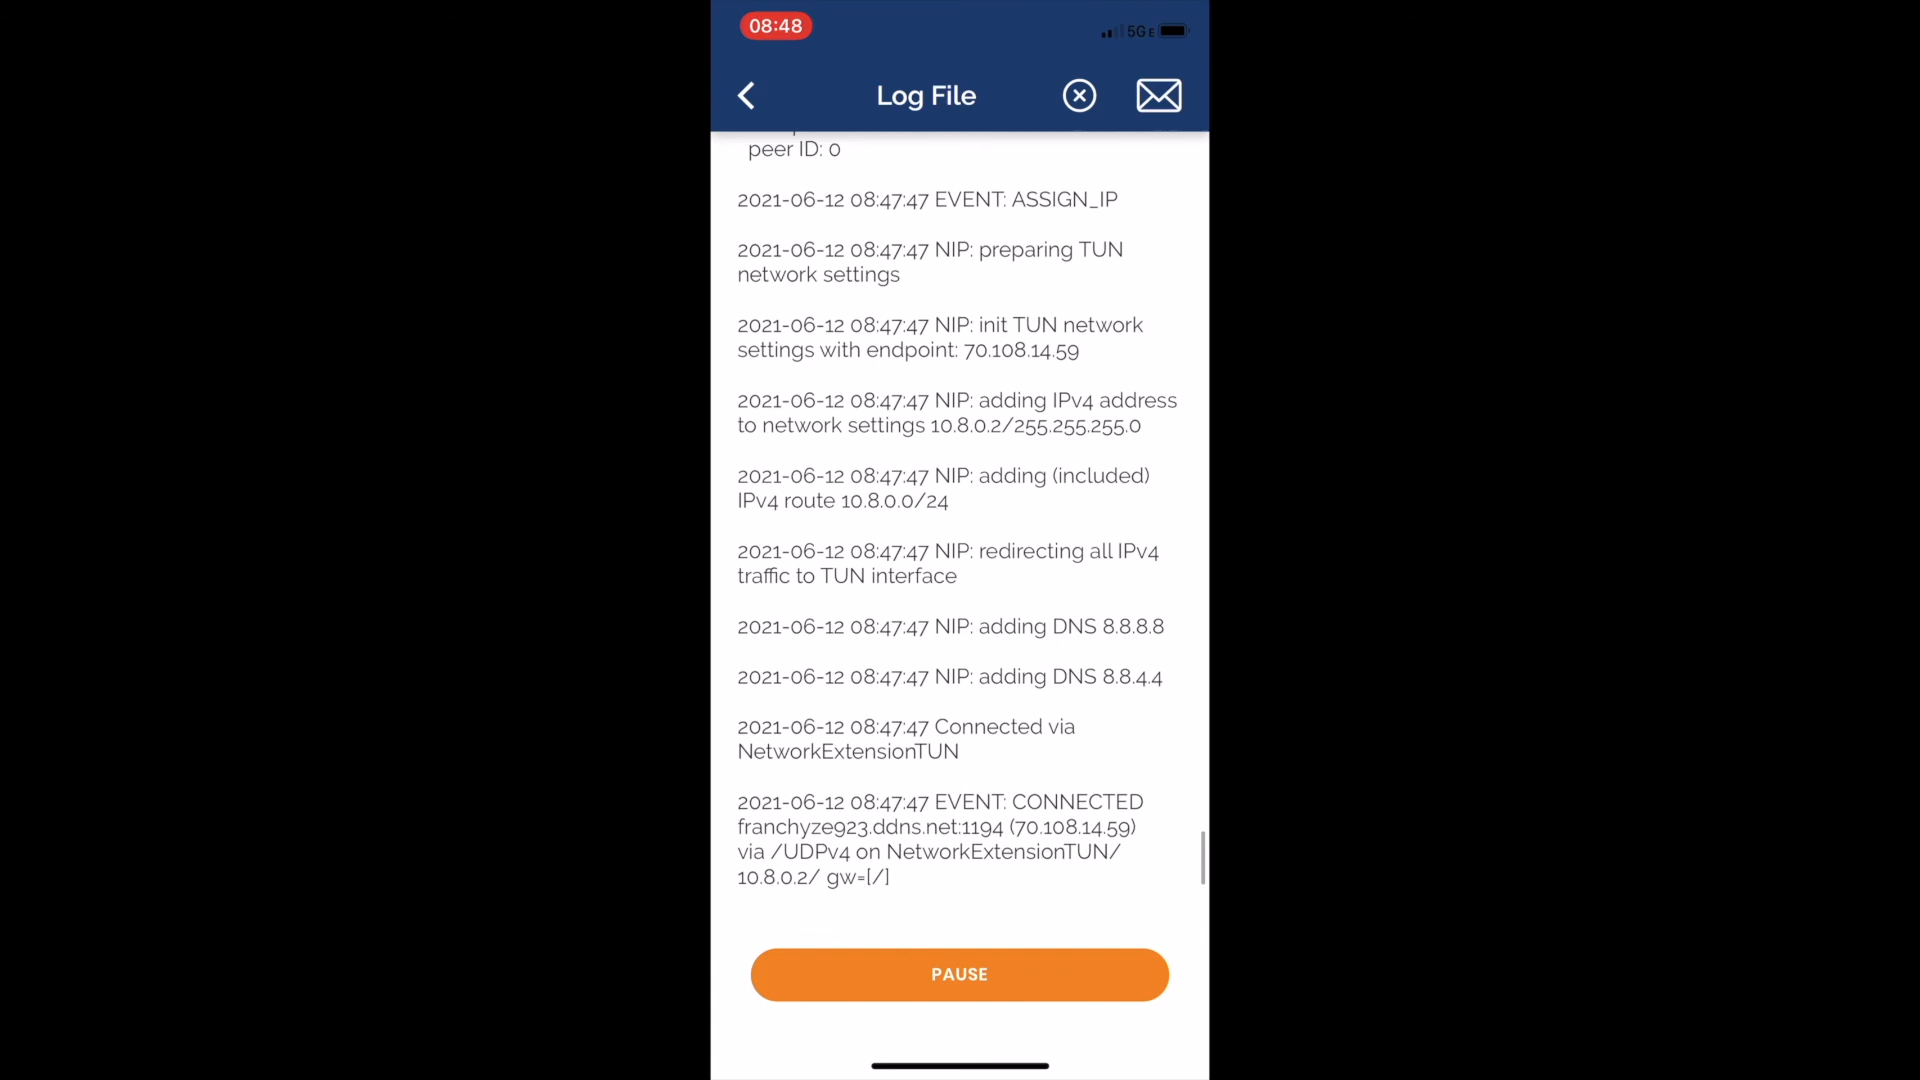 08:48
5GE
Log File
peer ID: 0
2021-06-12 08:47:47 EVENT: ASSIGN_IP
2021-06-12 08:47:47 NIP: preparing TUN
network settings
2021-06-12 08:47:47 NIP: init TUN network
settings with endpoint: 70.108.14.59
2021-06-12 08:47:47 NIP: adding IPv4 address
to network settings 10.8.0.2/255.255.255.0
2021-06-12 08:47:47 NIP: adding (included)
IPv4 route 10.8.0.0/24
2021-06-12 08:47:47 NIP: redirecting all IPv4
traffic to TUN interface
2021-06-12 08:47:47 NIP: adding DNS 8.8.8.8
2021-06-12 08:47:47 NIP: adding DNS 8.8.4.4
2021-06-12 08:47:47 Connected via
NetworkExtensionTUN
2021-06-12 08:47:47 EVENT: CONNECTED
franchyze923.ddns.net:1194 (70.108.14.59)
via /UDPv4 on NetworkExtensionTUN/
10.8.0.2/ gw=[/]
PAUSE